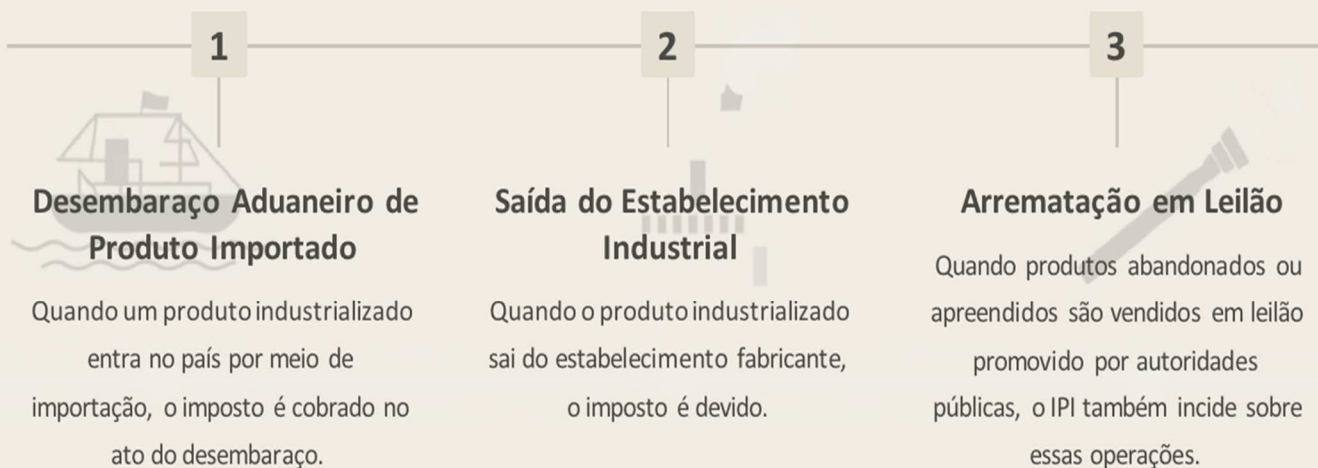 1
Desembaraço Aduaneiro de
Produto Importado
Quando um produto industrializado
entra no país por meio de
importação, o imposto é cobrado no
ato do desembaraço.
2
Saída do Estabelecimento
Industrial
Quando o produto industrializado
sai do estabelecimento fabricante,
o imposto é devido.
3
Arrematação em Leilão
Quando produtos abandonados ou
apreendidos são vendidos em leilão
promovido por autoridades
públicas, o IPI também incide sobre
essas operações.